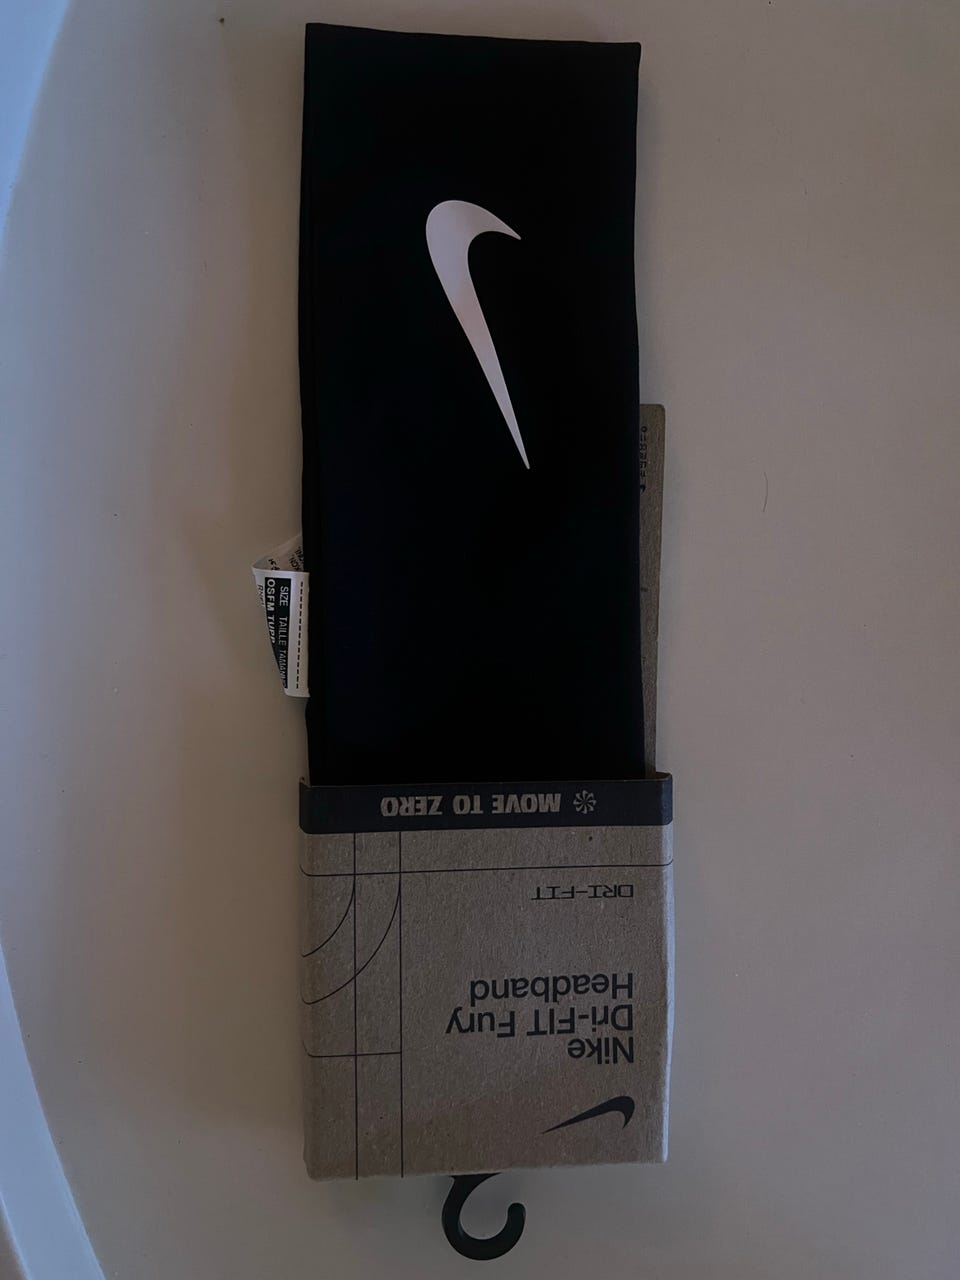 Nike
Dri-FIT Fury
Headband
DRI-FIT
MOVE TO ZERO
SIZE TAILLE
OSFM